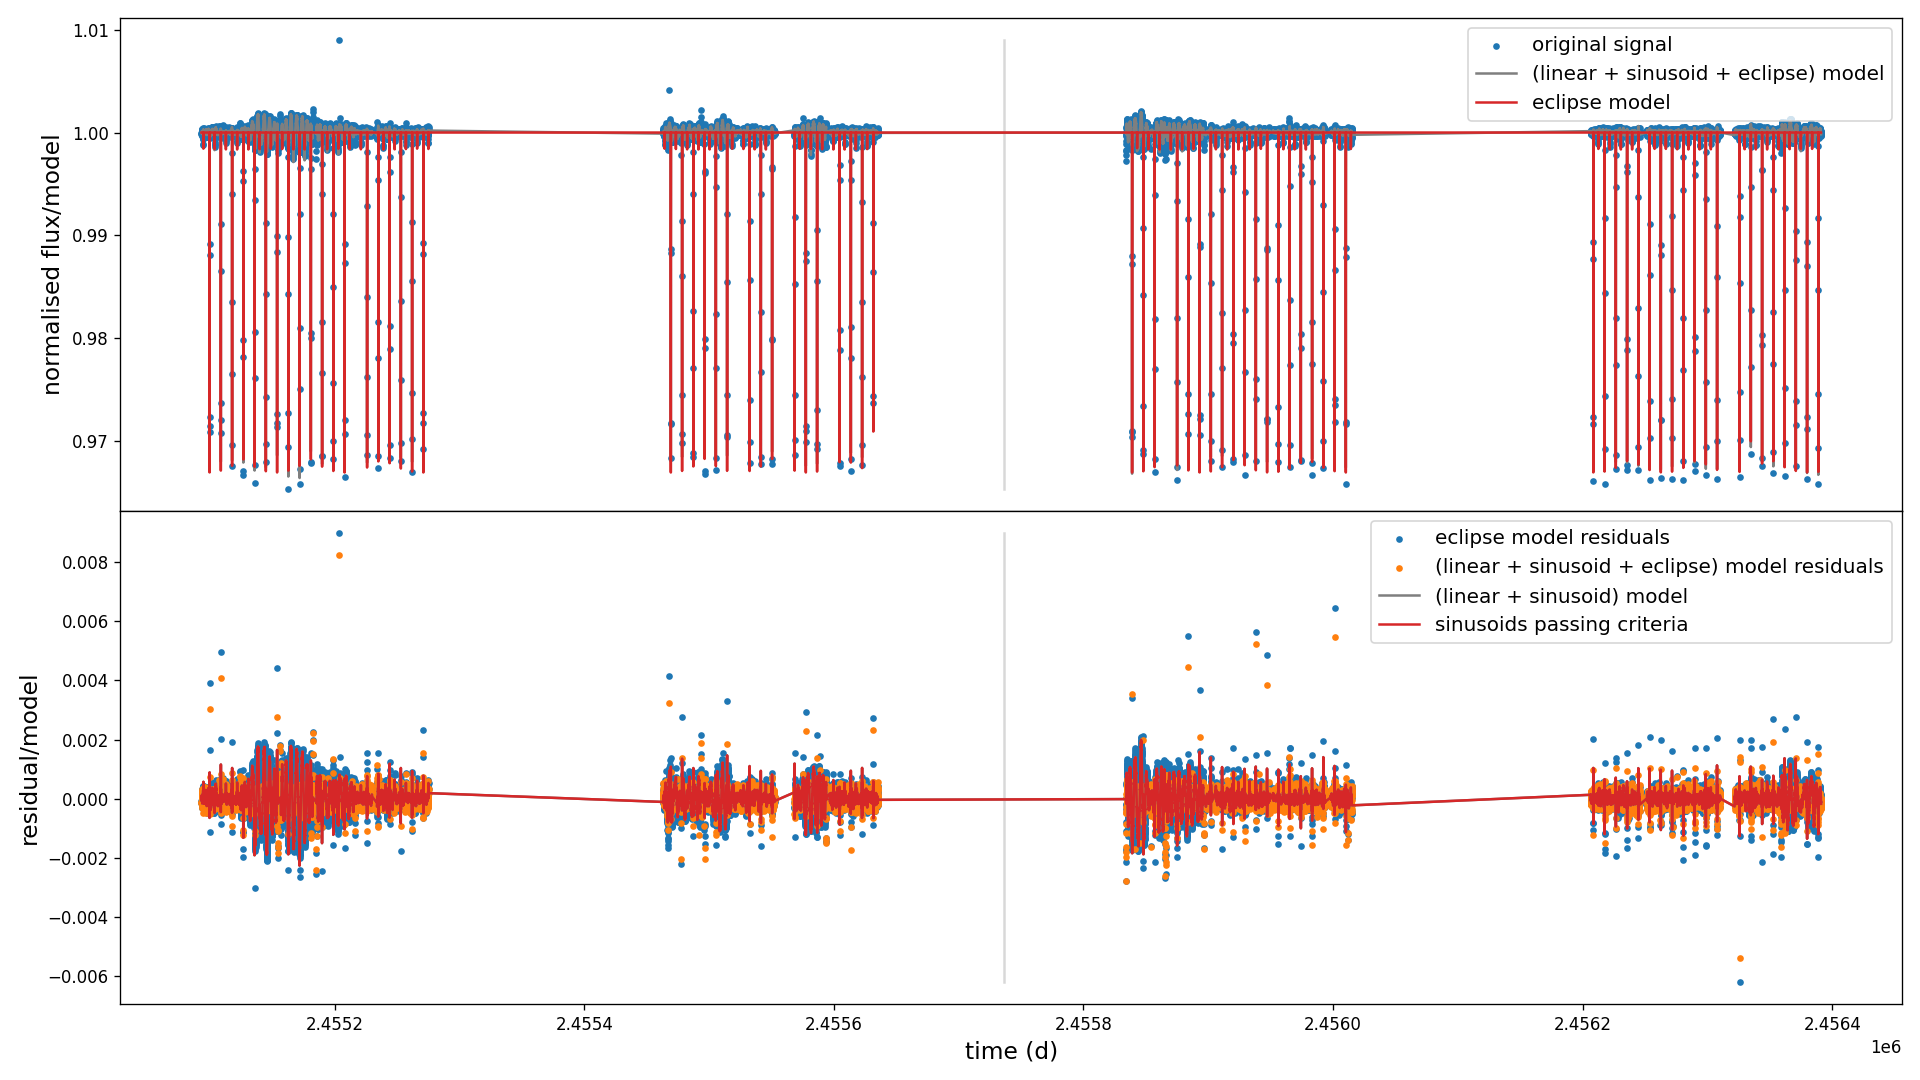 1.01
1.00
0.99
0.98
0.97
normalised flux/model
original signal
(linear + sinusoid + eclipse) model
eclipse model
0.008
0.006
0.004
0.002
0.000
−0.002
−0.004
−0.006
residual/model
eclipse model residuals
(linear + sinusoid + eclipse) model residuals
(linear + sinusoid) model
sinusoids passing criteria
2.4552 2.4554 2.4556 2.4558 2.4560 2.4562 2.4564
time (d)
1e6